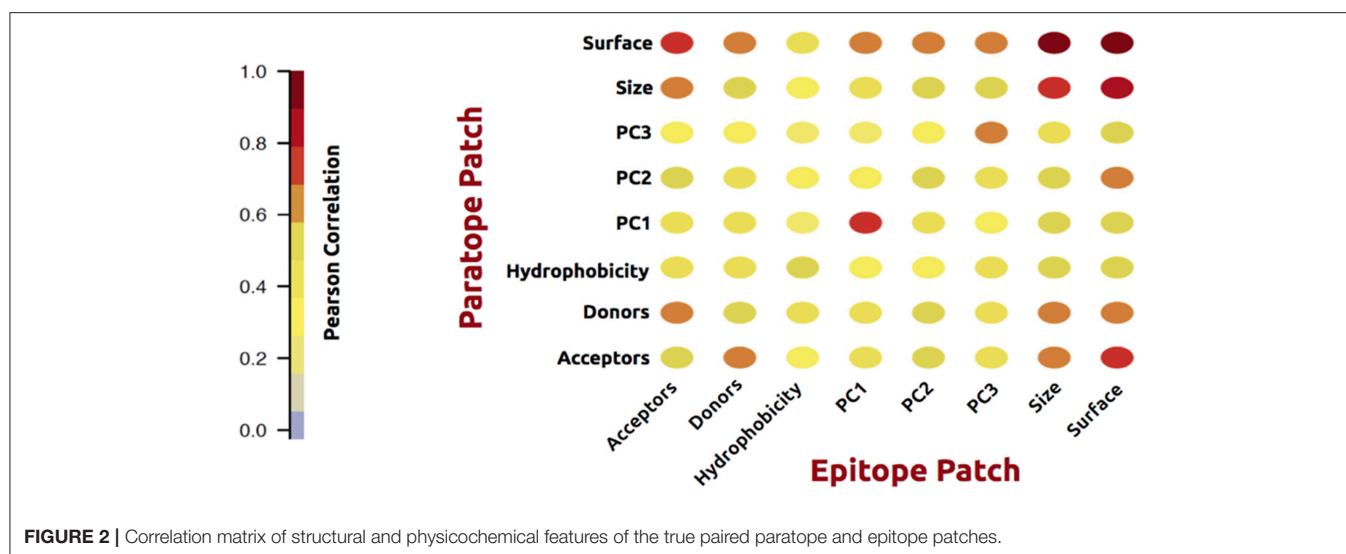 1.0
0.8
0.6
0.4
0.2
0.0
Pearson Correlation
Paratope Patch
Surface
Size
PC3
PC2
PC1
Hydrophobicity
Donors
Acceptors
Acceptors
Donors
Hydrophobicity
PC1
PC2
PC3
Size
Surface
Epitope Patch
FIGURE 2 | Correlation matrix of structural and physicochemical features of the true paired paratope and epitope patches.